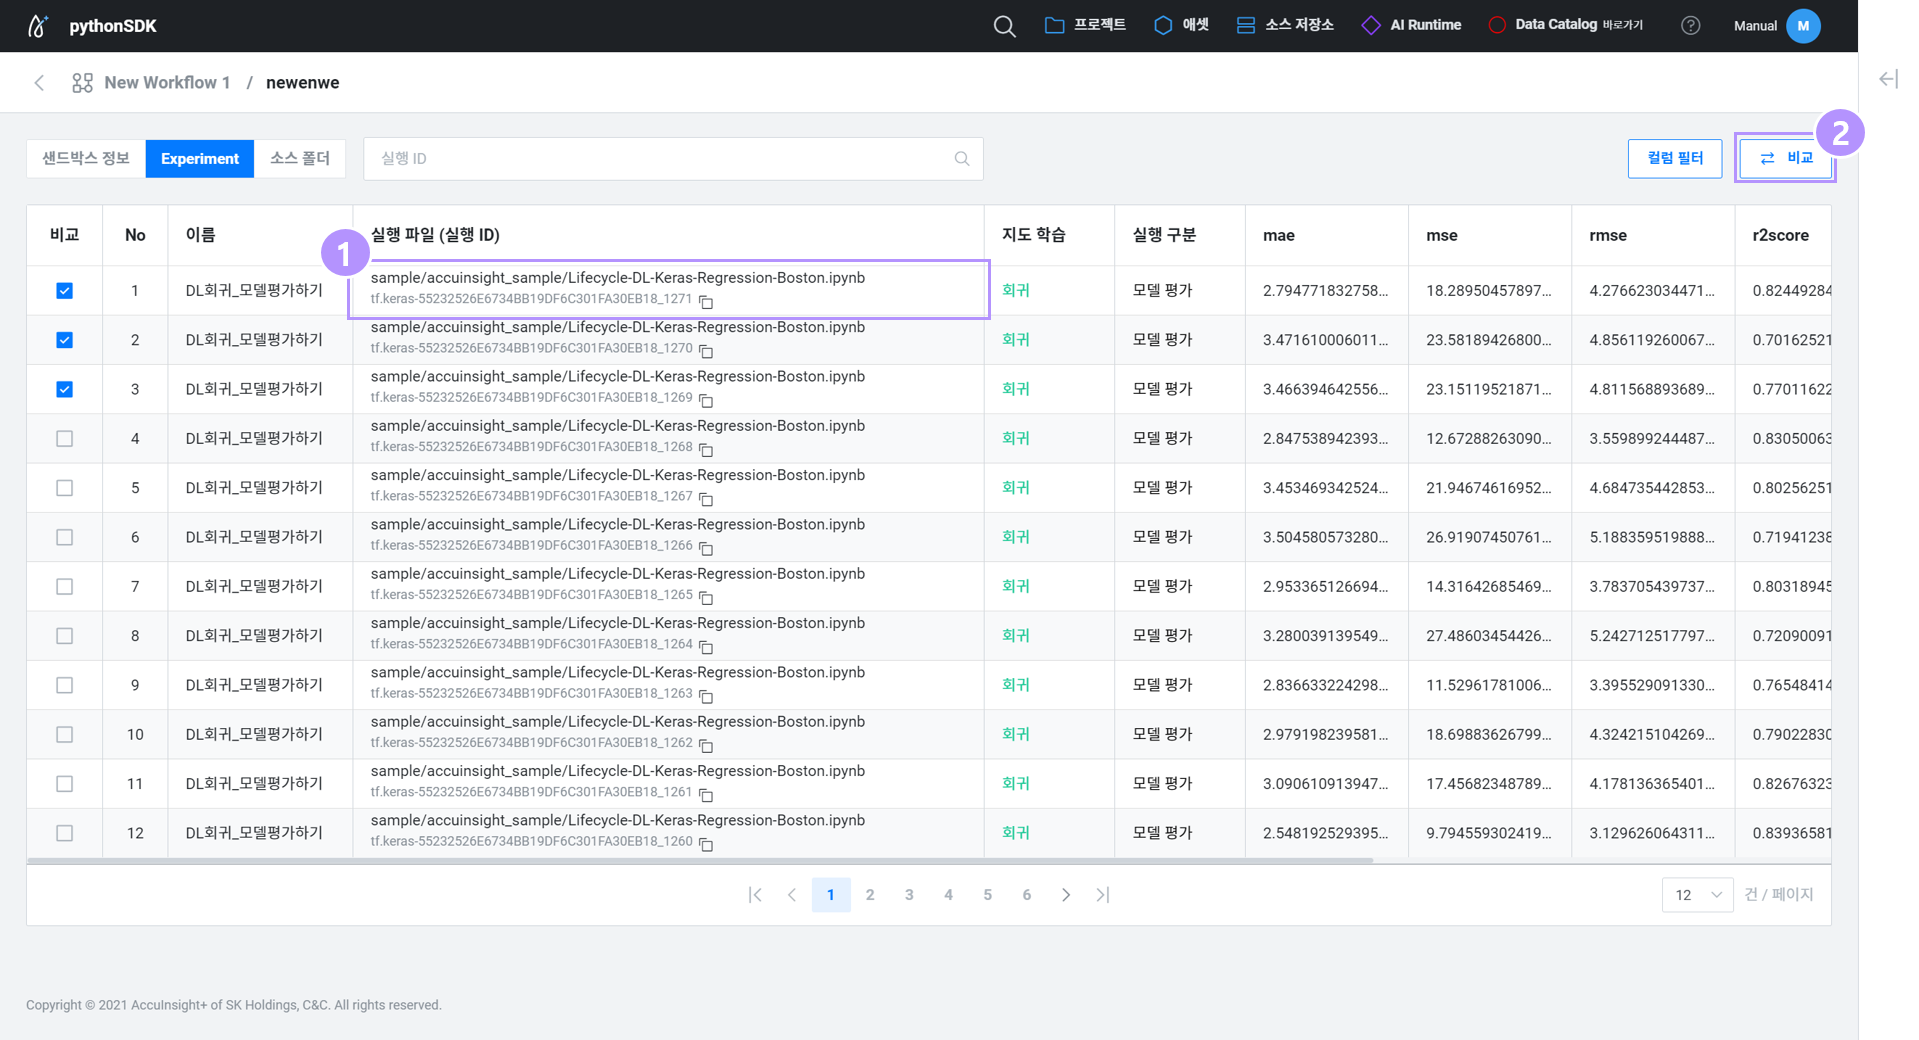 pythonSDK 프로젝트 애셋 소스 저장소 AI Runtime Data Catalog 바로가기 ? Manual M
New Workflow 1 / newenwe
샌드박스 정보 Experiment 소스 폴더 실행 ID 컬럼 필터 비교 2
비교 No 이름 실행 파일 (실행 ID) 지도 학습 실행 구분 mae mse rmse r2score
1
sample/accuinsight_sample/Lifecycle-DL-Keras-Regression-Boston.ipynb
1 DL회귀_모델평가하기 tf.keras-55232526E6734BB19DF6C301FA30EB18_1271 회귀 모델 평가 2.794771832758... 18.28950457897... 4.276623034471... 0.82449284
sample/accuinsight_sample/Lifecycle-DL-Keras-Regression-Boston.ipynb
2 DL회귀_모델평가하기 tf.keras-55232526E6734BB19DF6C301FA30EB18_1270 회귀 모델 평가 3.471610006011... 23.58189426800... 4.856119260067... 0.70162521
sample/accuinsight_sample/Lifecycle-DL-Keras-Regression-Boston.ipynb
3 DL회귀_모델평가하기 tf.keras-55232526E6734BB19DF6C301FA30EB18_1269 회귀 모델 평가 3.466394642556... 23.15119521871... 4.811568893689... 0.77011622
sample/accuinsight_sample/Lifecycle-DL-Keras-Regression-Boston.ipynb
4 DL회귀_모델평가하기 tf.keras-55232526E6734BB19DF6C301FA30EB18_1268 회귀 모델 평가 2.847538942393... 12.67288263090... 3.559899244487... 0.83050063
sample/accuinsight_sample/Lifecycle-DL-Keras-Regression-Boston.ipynb
5 DL회귀_모델평가하기 tf.keras-55232526E6734BB19DF6C301FA30EB18_1267 회귀 모델 평가 3.453469342524... 21.94674616952... 4.684735442853... 0.80256251
sample/accuinsight_sample/Lifecycle-DL-Keras-Regression-Boston.ipynb
6 DL회귀_모델평가하기 tf.keras-55232526E6734BB19DF6C301FA30EB18_1266 회귀 모델 평가 3.504580573280... 26.91907450761... 5.188359519888... 0.71941238
sample/accuinsight_sample/Lifecycle-DL-Keras-Regression-Boston.ipynb
7 DL회귀_모델평가하기 tf.keras-55232526E6734BB19DF6C301FA30EB18_1265 회귀 모델 평가 2.953365126694... 14.31642685469... 3.783705439737... 0.80318945
sample/accuinsight_sample/Lifecycle-DL-Keras-Regression-Boston.ipynb
8 DL회귀_모델평가하기 tf.keras-55232526E6734BB19DF6C301FA30EB18_1264 회귀 모델 평가 3.280039139549... 27.48603454426... 5.242712517797... 0.72090091
sample/accuinsight_sample/Lifecycle-DL-Keras-Regression-Boston.ipynb
9 DL회귀_모델평가하기 tf.keras-55232526E6734BB19DF6C301FA30EB18_1263 회귀 모델 평가 2.836633224298... 11.52961781006... 3.395529091330... 0.76548414
sample/accuinsight_sample/Lifecycle-DL-Keras-Regression-Boston.ipynb
10 DL회귀_모델평가하기 tf.keras-55232526E6734BB19DF6C301FA30EB18_1262 회귀 모델 평가 2.979198239581... 18.69883626799... 4.324215104269... 0.79022830
sample/accuinsight_sample/Lifecycle-DL-Keras-Regression-Boston.ipynb
11 DL회귀_모델평가하기 tf.keras-55232526E6734BB19DF6C301FA30EB18_1261 회귀 모델 평가 3.090610913947... 17.45682348789... 4.178136365401... 0.82676323
sample/accuinsight_sample/Lifecycle-DL-Keras-Regression-Boston.ipynb
12 DL회귀_모델평가하기 tf.keras-55232526E6734BB19DF6C301FA30EB18_1260 회귀 모델 평가 2.548192529395... 9.794559302419... 3.129626064311... 0.83936581
1 2 3 4 5 6 12 건 / 페이지
Copyright © 2021 AccuInsight+ of SK Holdings, C&C. All rights reserved.